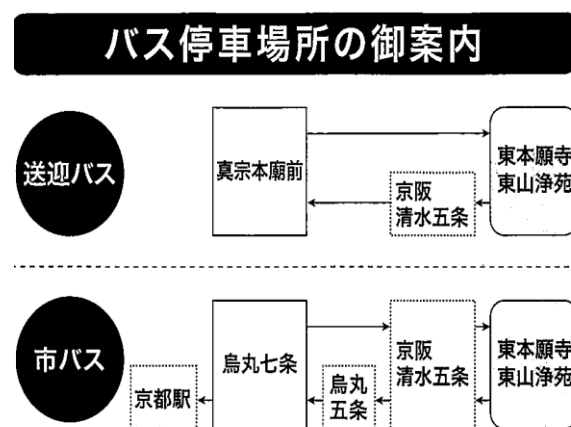 バス停車場所の御案内
送迎バス
真宗本廟前
京阪
清水五条
東本願寺
東山浄苑
市バス
京都駅
烏丸七条
烏丸
五条
京阪
清水五条
東本願寺
東山浄苑